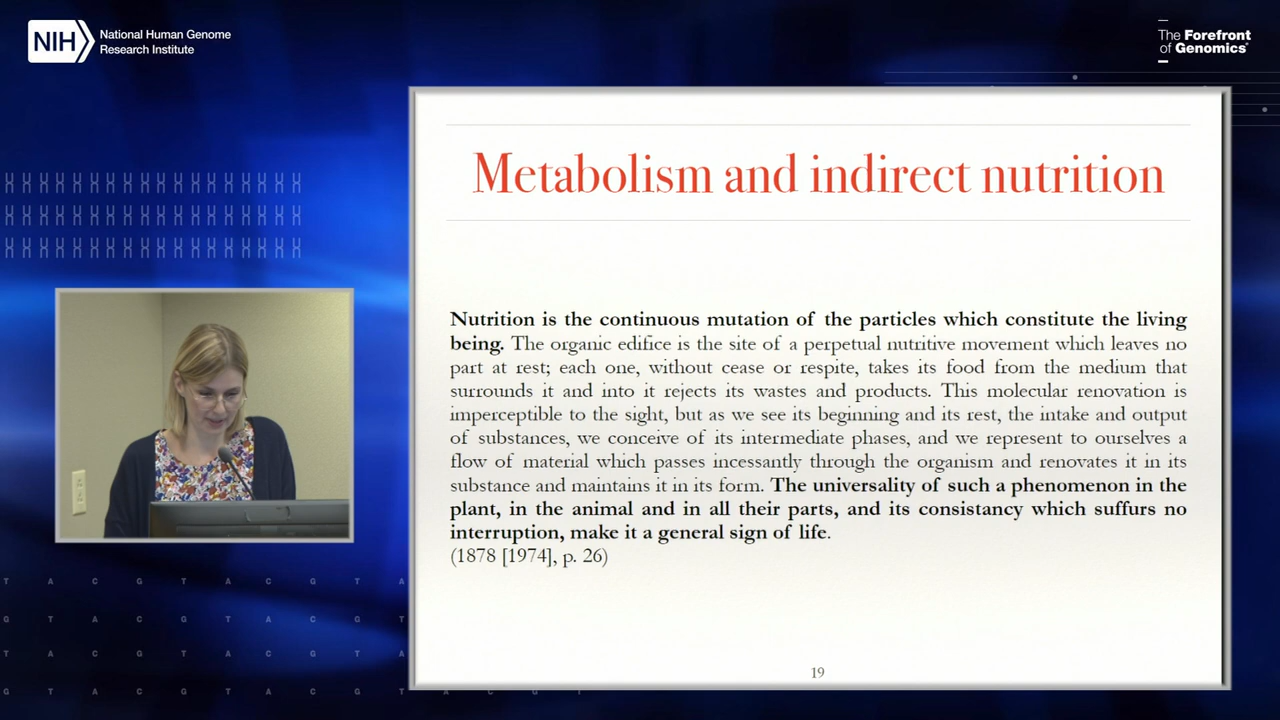 NIH
National Human Genome
Research Institute
The Forefront
of Genomics®
Metabolism and indirect nutrition
Nutrition is the continuous mutation of the particles which constitute the living
being. The organic edifice is the site of a perpetual nutritive movement which leaves no
part at rest; each one, without cease or respite, takes its food from the medium that
surrounds it and into it rejects its wastes and products. This molecular renovation is
imperceptible to the sight, but as we see its beginning and its rest, the intake and output
of substances, we conceive of its intermediate phases, and we represent to ourselves a
flow of material which passes incessantly through the organism and renovates it in its
substance and maintains it in its form. The universality of such a phenomenon in the
plant, in the animal and in all their parts, and its consistancy which suffurs no
interruption, make it a general sign of life.
(1878 [1974], p. 26)
19
T A C G T A C G T A
G T A C G T A C G T
T A C G T A C G T A
G T A C G T A C G T A C G T